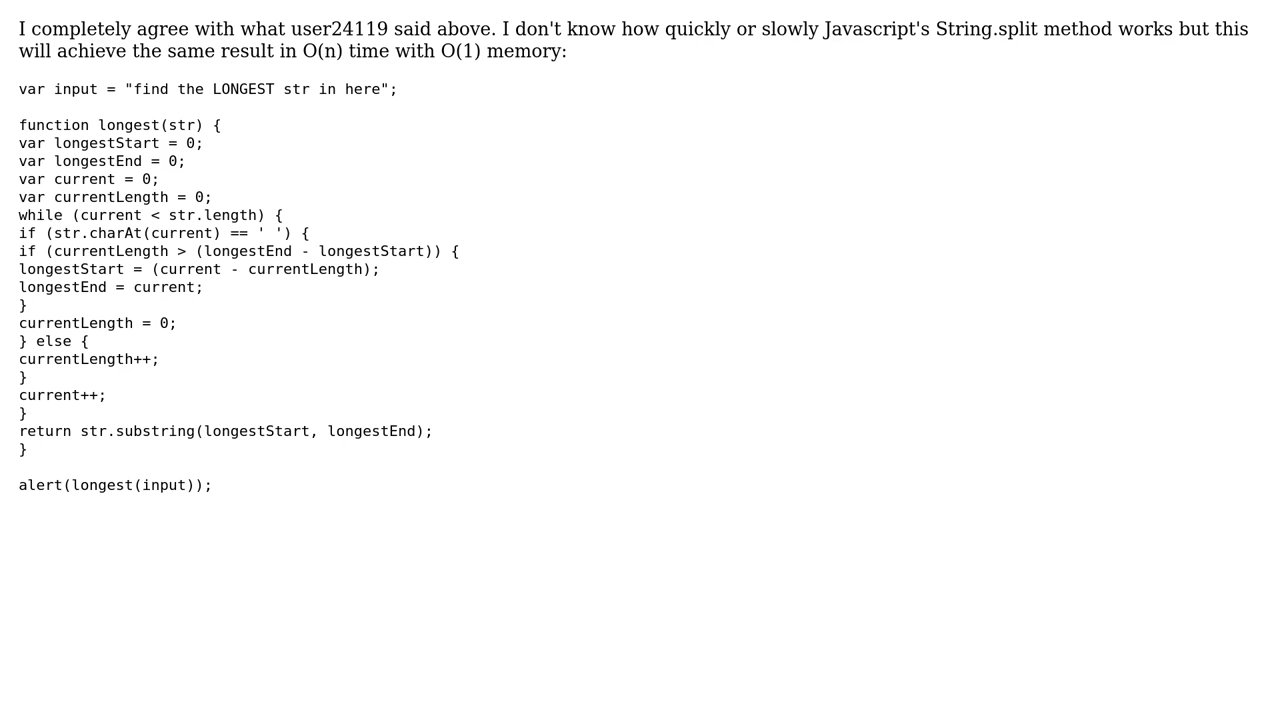 I completely agree with what user24119 said above. I don't know how quickly or slowly Javascript's String.split method works but this
will achieve the same result in O(n) time with O(1) memory:
var input = "find the LONGEST str in here";
function longest(str) {
var longestStart = 0;
var longestEnd = 0;
var current = 0;
var currentLength = 0;
while (current < str.length) {
if (str.charAt(current) == ' ') {
if (currentLength > (longestEnd - longestStart)) {
longestStart = (current - currentLength);
longestEnd = current;
}
currentLength = 0;
} else {
currentLength++;
}
current++;
}
return str.substring(longestStart, longestEnd);
}
alert(longest(input));